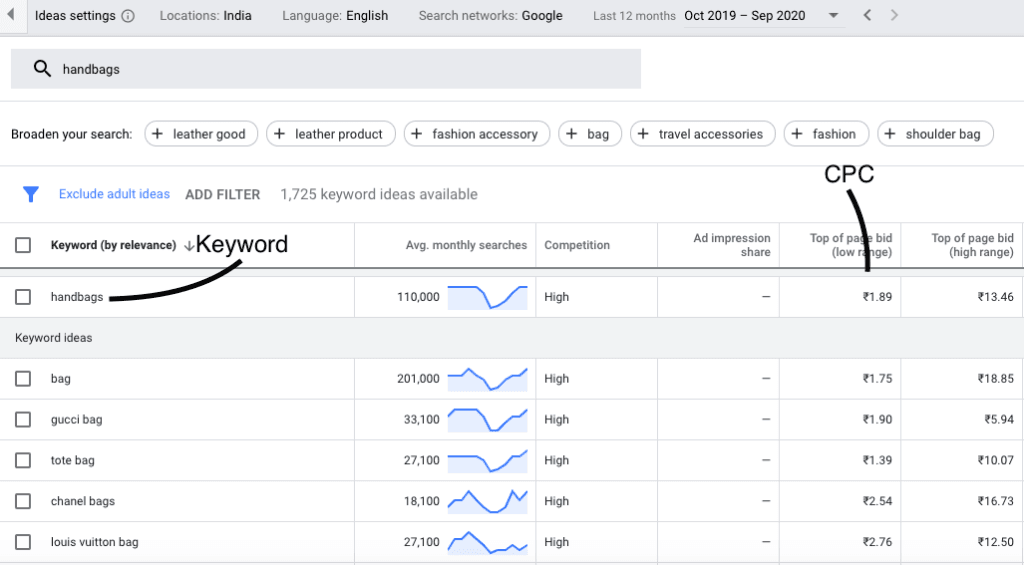 Ideas settings Locations: India Language: English Search networks: Google Last 12 months Oct 2019 – Sep 2020
handbags
Broaden your search: + leather good + leather product + fashion accessory + bag + travel accessories + fashion + shoulder bag
CPC
Exclude adult ideas ADD FILTER 1,725 keyword ideas available
Keyword (by relevance) Keyword Avg. monthly searches Competition Ad impression share Top of page bid (low range) Top of page bid (high range)
handbags 110,000 High – ₹1.89 ₹13.46
Keyword ideas
bag 201,000 High – ₹1.75 ₹18.85
gucci bag 33,100 High – ₹1.90 ₹5.94
tote bag 27,100 High – ₹1.39 ₹10.07
chanel bags 18,100 High – ₹2.54 ₹16.73
louis vuitton bag 27,100 High – ₹2.76 ₹12.50